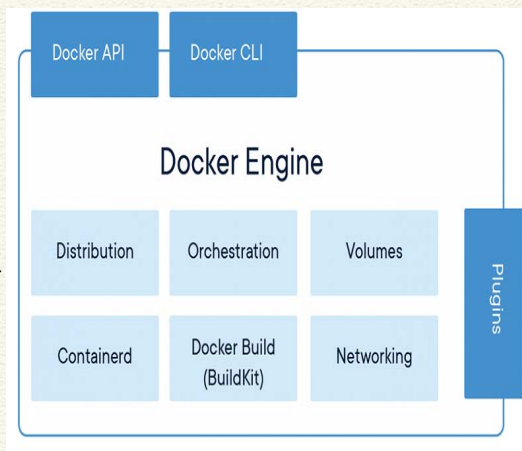 Docker API
Docker CLI
Docker Engine
Distribution
Orchestration
Volumes
Containerd
Docker Build
(BuildKit)
Networking
Plugins